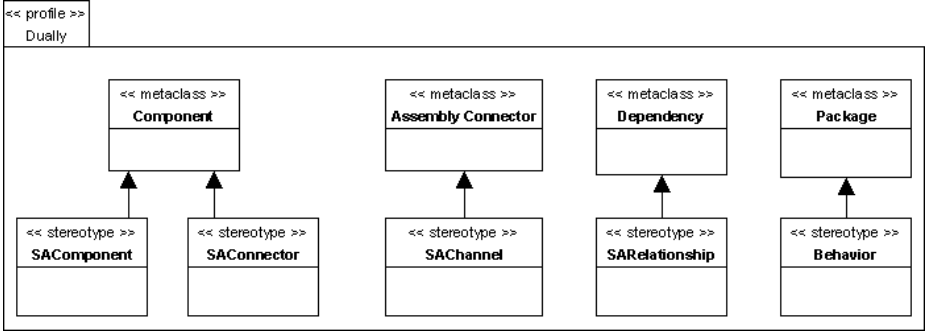 << profile >>
Dually
<< metaclass >>
Component
<< metaclass >>
Assembly Connector
<< metaclass >>
Dependency
<< metaclass >>
Package
<< stereotype >>
SAComponent
<< stereotype >>
SAConnector
<< stereotype >>
SAChannel
<< stereotype >>
SARelationship
<< stereotype >>
Behavior